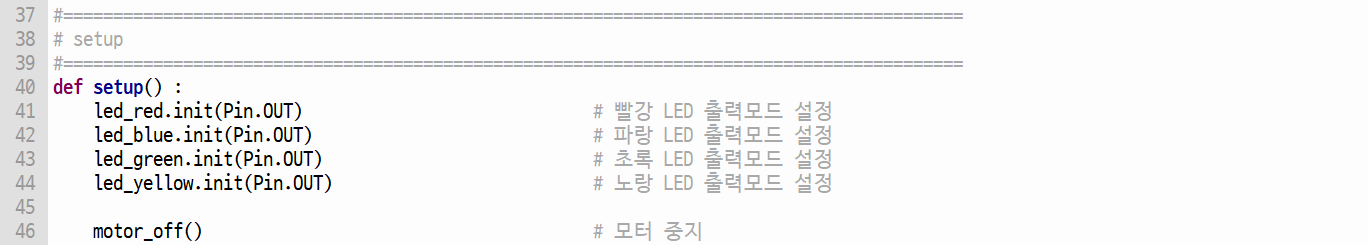 37 #==========================================================================================
38 # setup
39 #==========================================================================================
40 def setup() :
41     led_red.init(Pin.OUT)                             # 빨강 LED 출력모드 설정
42     led_blue.init(Pin.OUT)                            # 파랑 LED 출력모드 설정
43     led_green.init(Pin.OUT)                           # 초록 LED 출력모드 설정
44     led_yellow.init(Pin.OUT)                          # 노랑 LED 출력모드 설정
45
46     motor_off()                                       # 모터 중지